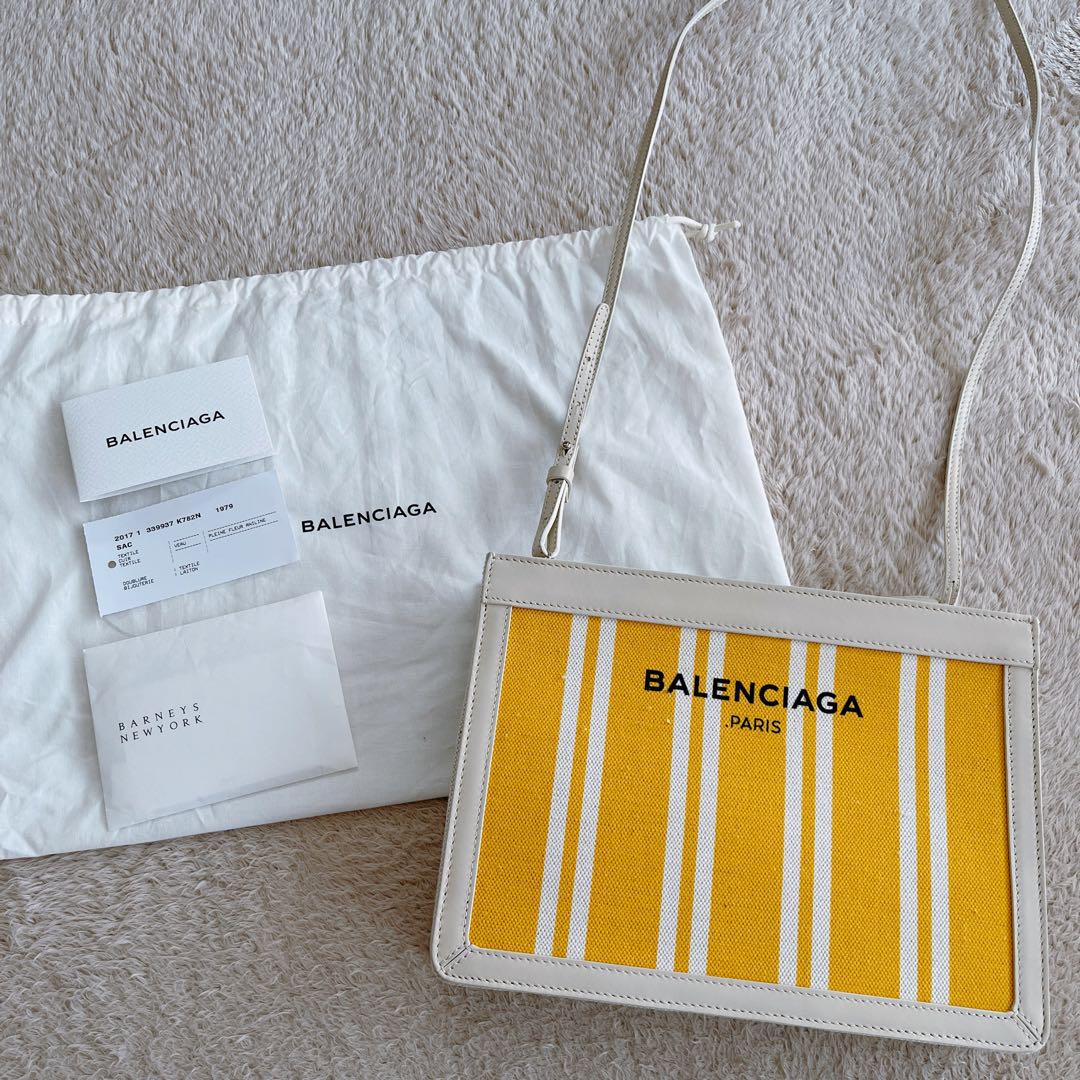 BALENCIAGA
2017 1 339937 K782N 1979
SAC
TEXTILE
CUIR : VEAU PLEINE FLEUR ANILINE
TEXTILE
DOUBLURE : TEXTILE
BIJOUTERIE : LAITON
BARNEYS
NEWYORK
BALENCIAGA
BALENCIAGA
.PARIS